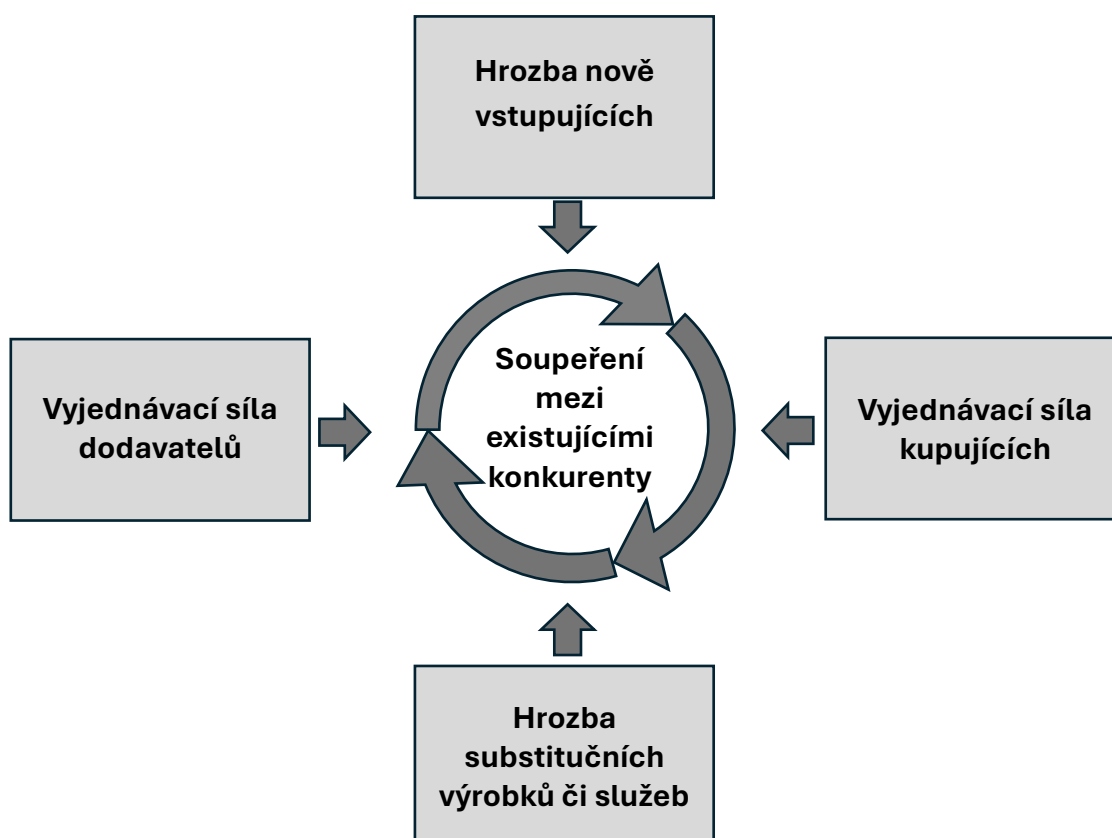 Hrozba nově
vstupujících
Soupeření
mezi
existujícími
konkurenty
Vyjednávací síla
dodavatelů
Vyjednávací síla
kupujících
Hrozba
substitučních
výrobků či služeb